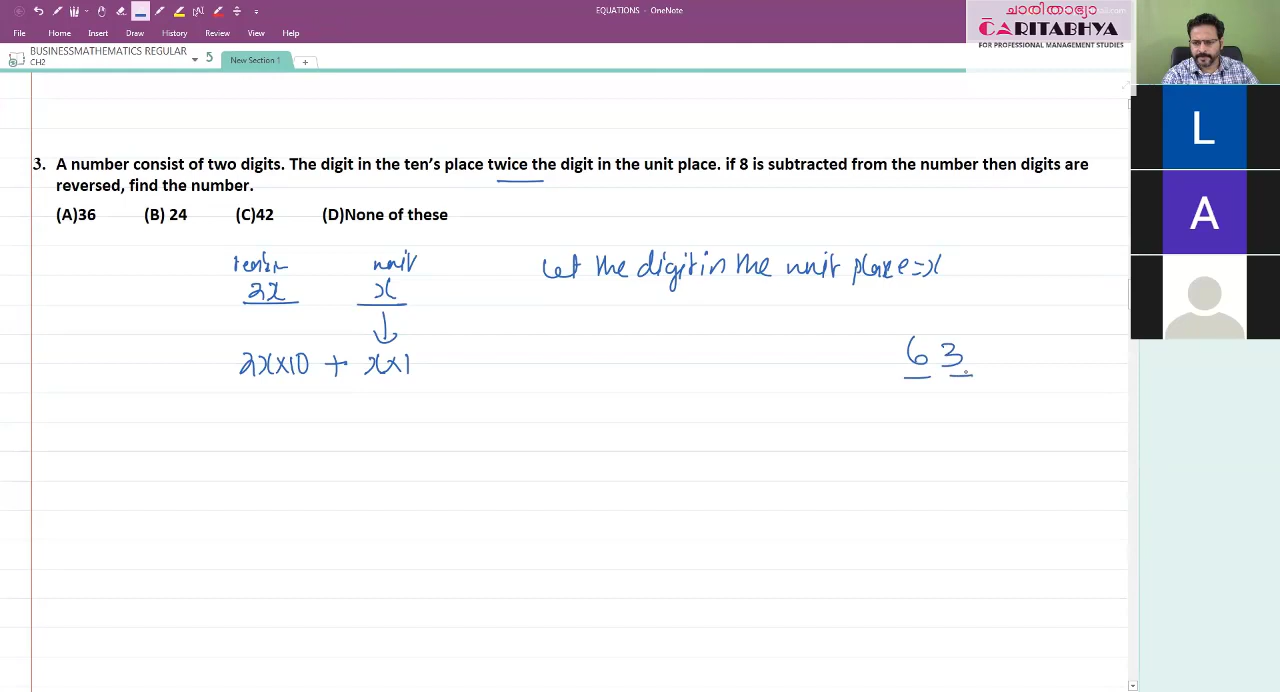 EQUATIONS - OneNote
ചാരിതാഭ്യാ
CARITABHYA
FOR PROFESSIONAL MANAGEMENT STUDIES
File Home Insert Draw History Review View Help
BUSINESSMATHEMATICS REGULAR
CH2
New Section 1
+
3. A number consist of two digits. The digit in the ten's place twice the digit in the unit place. if 8 is subtracted from the number then digits are
reversed, find the number.
(A)36 (B) 24 (C)42 (D)None of these
unit
Let the digit in the unit place = x
2x x
2x×10 + x×1
6 3
L
A